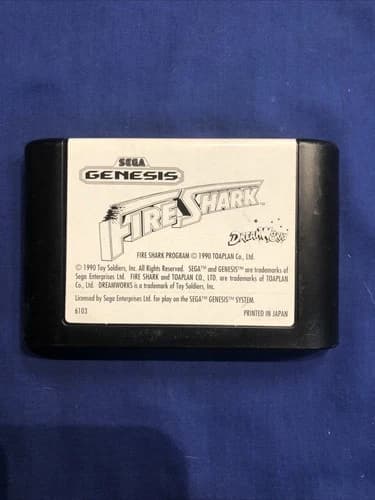 SEGA
GENESIS
FIRE SHARK™
DREAMWORKS
FIRE SHARK PROGRAM © 1990 TOAPLAN Co., Ltd.
© 1990 Toy Soldiers, Inc. All Rights Reserved. SEGA™ and GENESIS™ are trademarks of
Sega Enterprises Ltd. FIRE SHARK and TOAPLAN CO., LTD. are trademarks of TOAPLAN
Co., Ltd. DREAMWORKS is a trademark of Toy Soldiers, Inc.
Licensed by Sega Enterprises Ltd. for play on the SEGA® GENESIS™ SYSTEM.
6103
PRINTED IN JAPAN